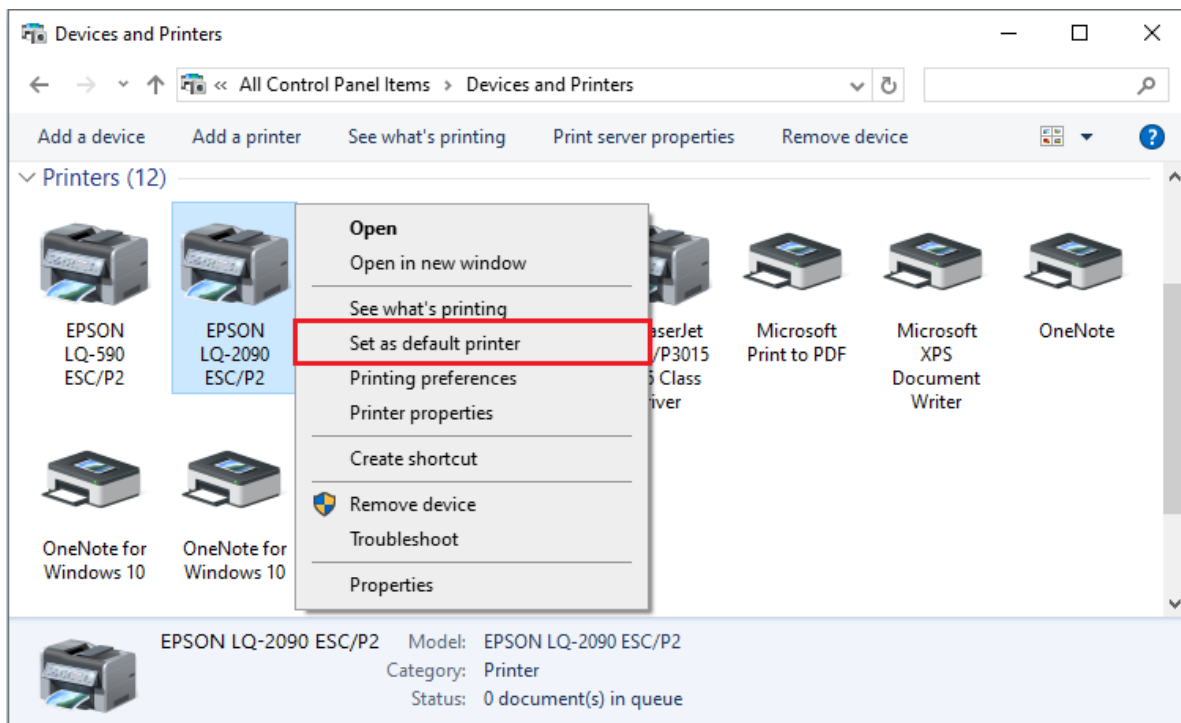 Devices and Printers
« All Control Panel Items › Devices and Printers
Add a device Add a printer See what's printing Print server properties Remove device ?
Printers (12)
EPSON
LQ-590
ESC/P2
EPSON
LQ-2090
ESC/P2
Open
Open in new window
See what's printing
Set as default printer
Printing preferences
Printer properties
Create shortcut
Remove device
Troubleshoot
Properties
/P3015
Class
Microsoft
Print to PDF
Microsoft
XPS
Document
Writer
OneNote
OneNote for
Windows 10
OneNote for
Windows 10
EPSON LQ-2090 ESC/P2 Model: EPSON LQ-2090 ESC/P2
Category: Printer
Status: 0 document(s) in queue